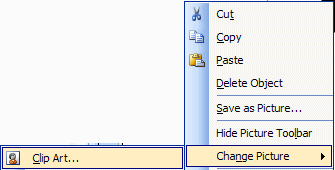 Cut
Copy
Paste
Delete Object
Save as Picture...
Hide Picture Toolbar
Change Picture
Clip Art...